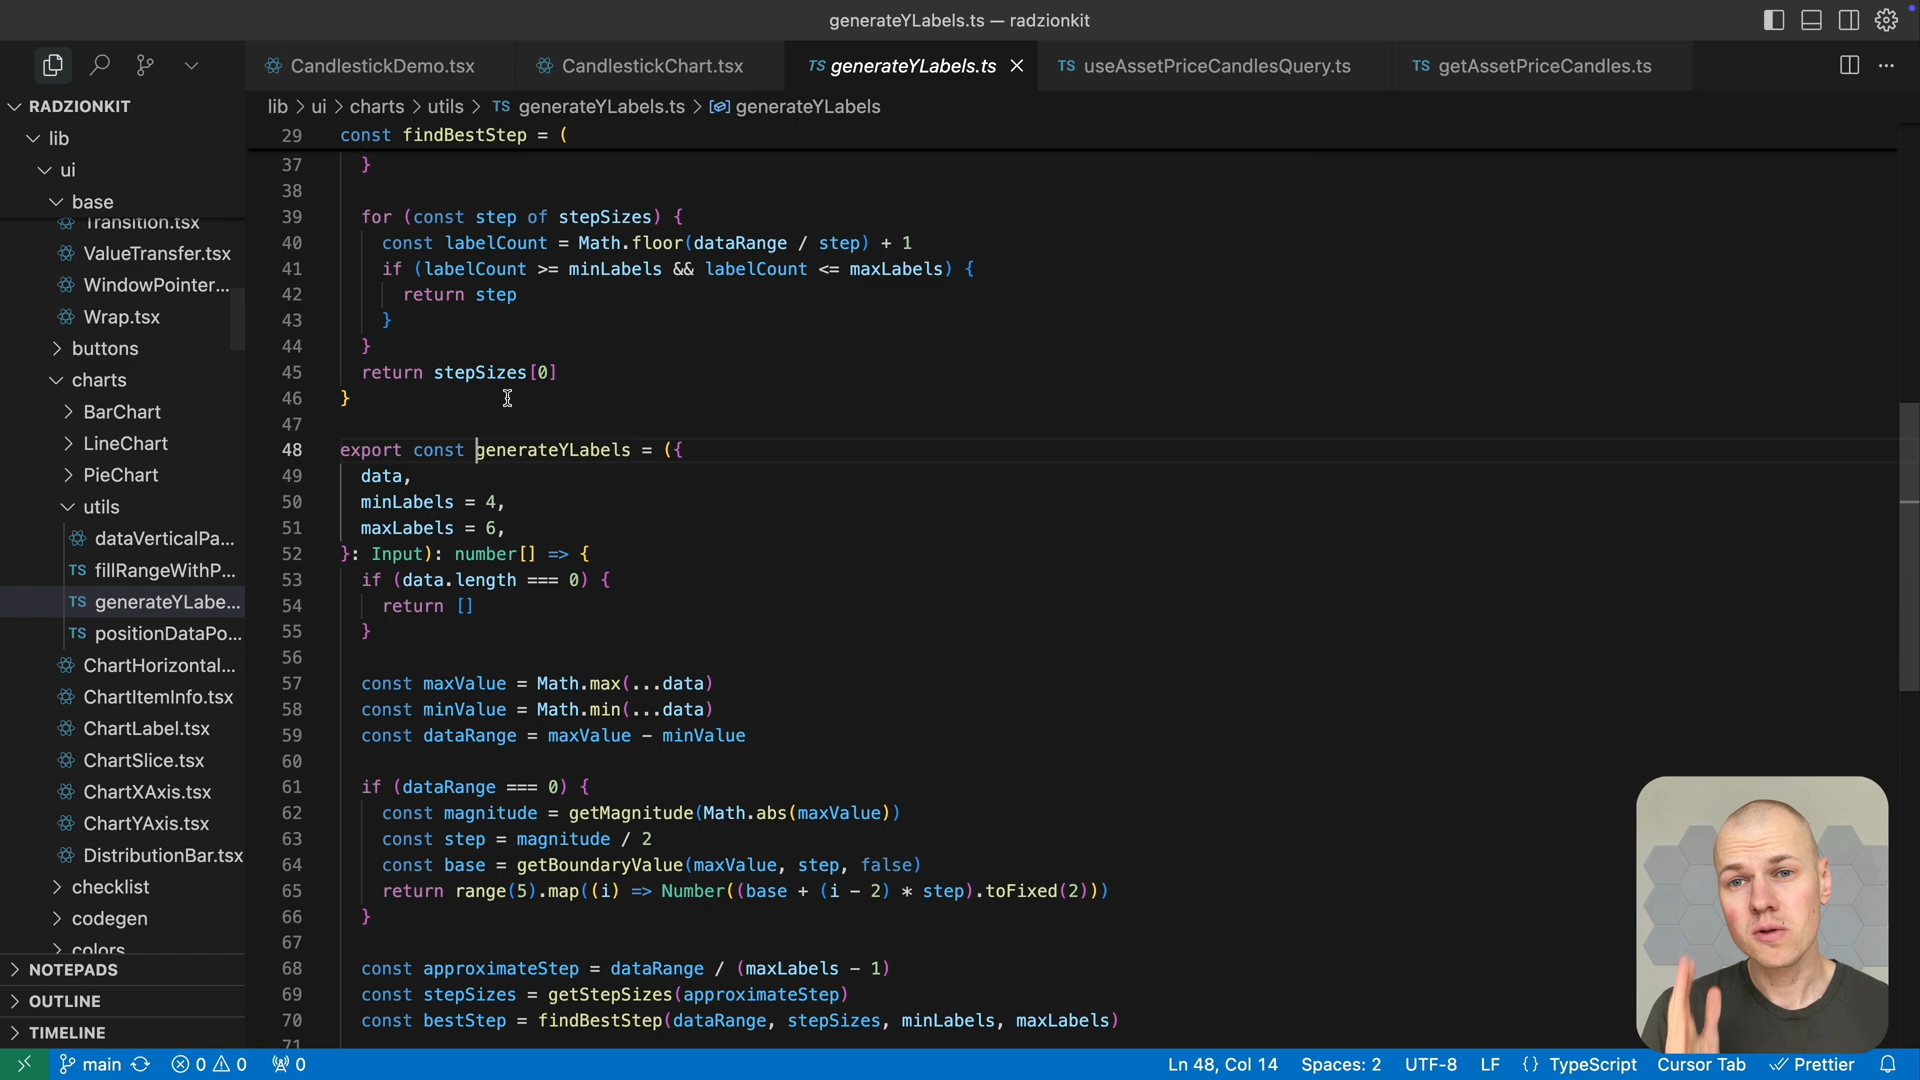 generateYLabels.ts — radzionkit
CandlestickDemo.tsx
CandlestickChart.tsx
TS generateYLabels.ts
TS useAssetPriceCandlesQuery.ts
TS getAssetPriceCandles.ts
RADZIONKIT
lib
ui
base
Transition.tsx
ValueTransfer.tsx
WindowPointer...
Wrap.tsx
buttons
charts
BarChart
LineChart
PieChart
utils
dataVerticalPa...
TS fillRangeWithP...
TS generateYLabe...
TS positionDataPo...
ChartHorizontal...
ChartItemInfo.tsx
ChartLabel.tsx
ChartSlice.tsx
ChartXAxis.tsx
ChartYAxis.tsx
DistributionBar.tsx
checklist
codegen
colors
NOTEPADS
OUTLINE
TIMELINE
lib > ui > charts > utils > TS generateYLabels.ts > generateYLabels
29 const findBestStep = (
37 }
38
39 for (const step of stepSizes) {
40 const labelCount = Math.floor(dataRange / step) + 1
41 if (labelCount >= minLabels && labelCount <= maxLabels) {
42 return step
43 }
44 }
45 return stepSizes[0]
46 }
47
48 export const generateYLabels = ({
49 data,
50 minLabels = 4,
51 maxLabels = 6,
52 }: Input): number[] => {
53 if (data.length === 0) {
54 return []
55 }
56
57 const maxValue = Math.max(...data)
58 const minValue = Math.min(...data)
59 const dataRange = maxValue - minValue
60
61 if (dataRange === 0) {
62 const magnitude = getMagnitude(Math.abs(maxValue))
63 const step = magnitude / 2
64 const base = getBoundaryValue(maxValue, step, false)
65 return range(5).map((i) => Number((base + (i - 2) * step).toFixed(2)))
66 }
67
68 const approximateStep = dataRange / (maxLabels - 1)
69 const stepSizes = getStepSizes(approximateStep)
70 const bestStep = findBestStep(dataRange, stepSizes, minLabels, maxLabels)
71
main 0 0 0 Ln 48, Col 14 Spaces: 2 UTF-8 LF {} TypeScript Cursor Tab Prettier